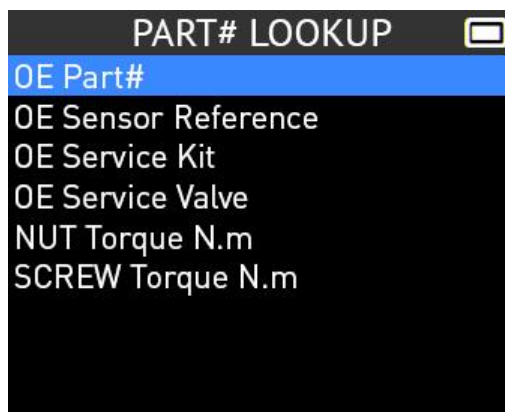 PART# LOOKUP
OE Part#
OE Sensor Reference
OE Service Kit
OE Service Valve
NUT Torque N.m
SCREW Torque N.m